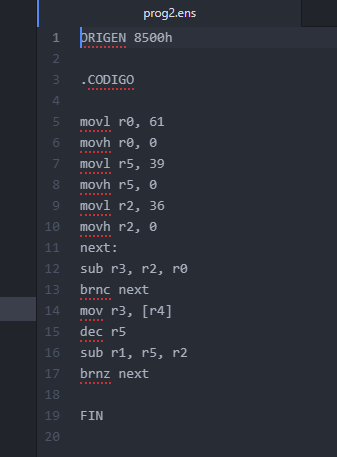 prog2.ens
1 ORIGEN 8500h
2
3 .CODIGO
4
5 movl r0, 61
6 movh r0, 0
7 movl r5, 39
8 movh r5, 0
9 movl r2, 36
10 movh r2, 0
11 next:
12 sub r3, r2, r0
13 brnc next
14 mov r3, [r4]
15 dec r5
16 sub r1, r5, r2
17 brnz next
18
19 FIN
20